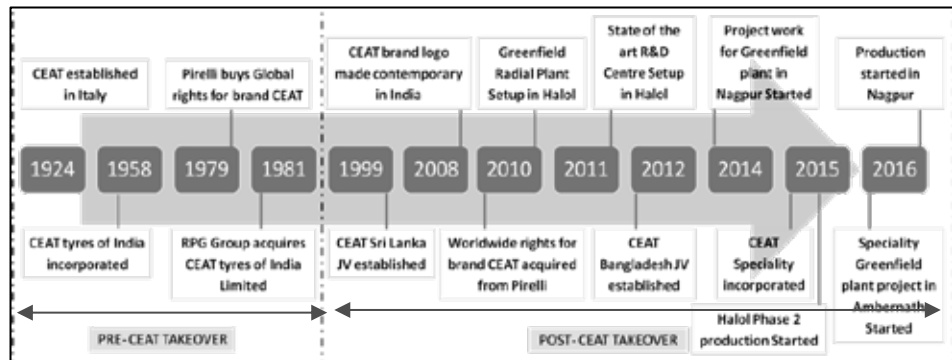 CEAT established
in Italy
Pirelli buys Global
rights for brand CEAT
CEAT brand logo
made contemporary
in India
Greenfield
Radial Plant
Setup in Halol
State of the
art R&D
Centre Setup
in Halol
Project work
for Greenfield
plant in
Nagpur Started
Production
started in
Nagpur
1924
1958
1979
1981
1999
2008
2010
2011
2012
2014
2015
2016
CEAT tyres of India
incorporated
RPG Group acquires
CEAT tyres of India
Limited
CEAT Sri Lanka
JV established
Worldwide rights for
brand CEAT acquired
from Pirelli
CEAT
Bangladesh JV
established
CEAT
Speciality
incorporated
Halol Phase 2
production Started
Speciality
Greenfield
plant project in
Ambernath
Started
PRE-CEAT TAKEOVER
POST-CEAT TAKEOVER